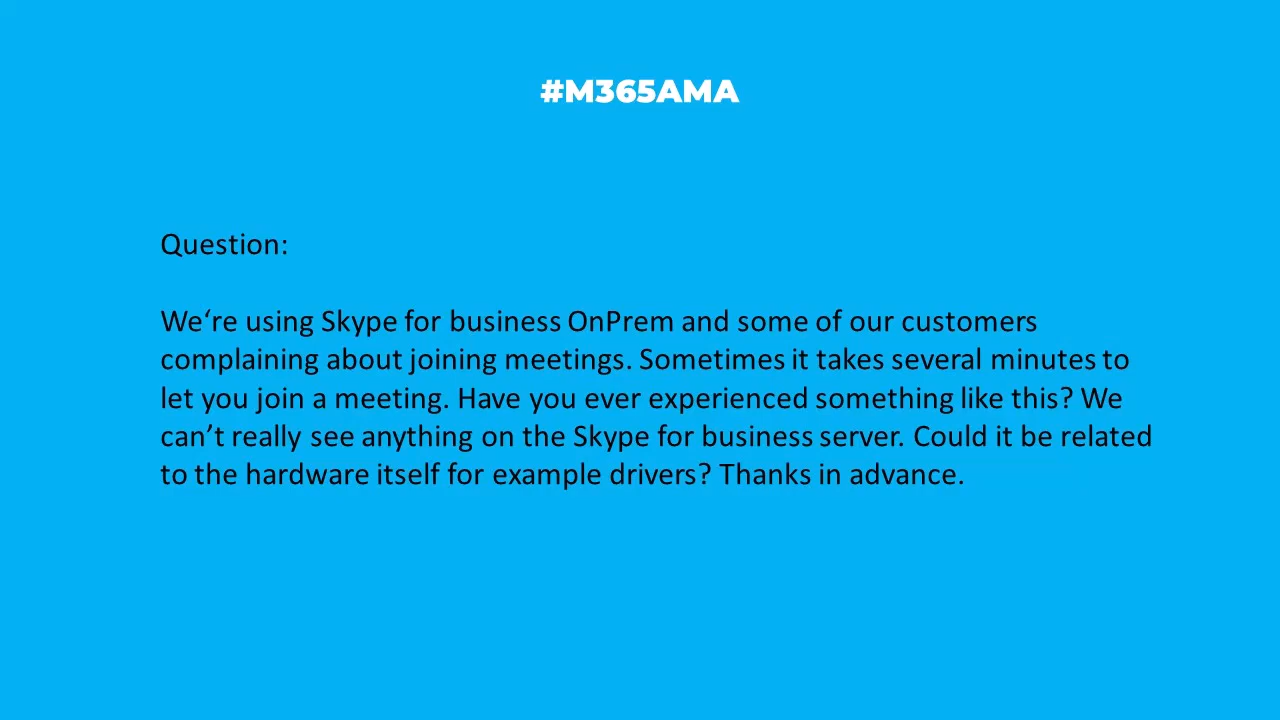 #M365AMA
Question:
We‘re using Skype for business OnPrem and some of our customers
complaining about joining meetings. Sometimes it takes several minutes to
let you join a meeting. Have you ever experienced something like this? We
can’t really see anything on the Skype for business server. Could it be related
to the hardware itself for example drivers? Thanks in advance.